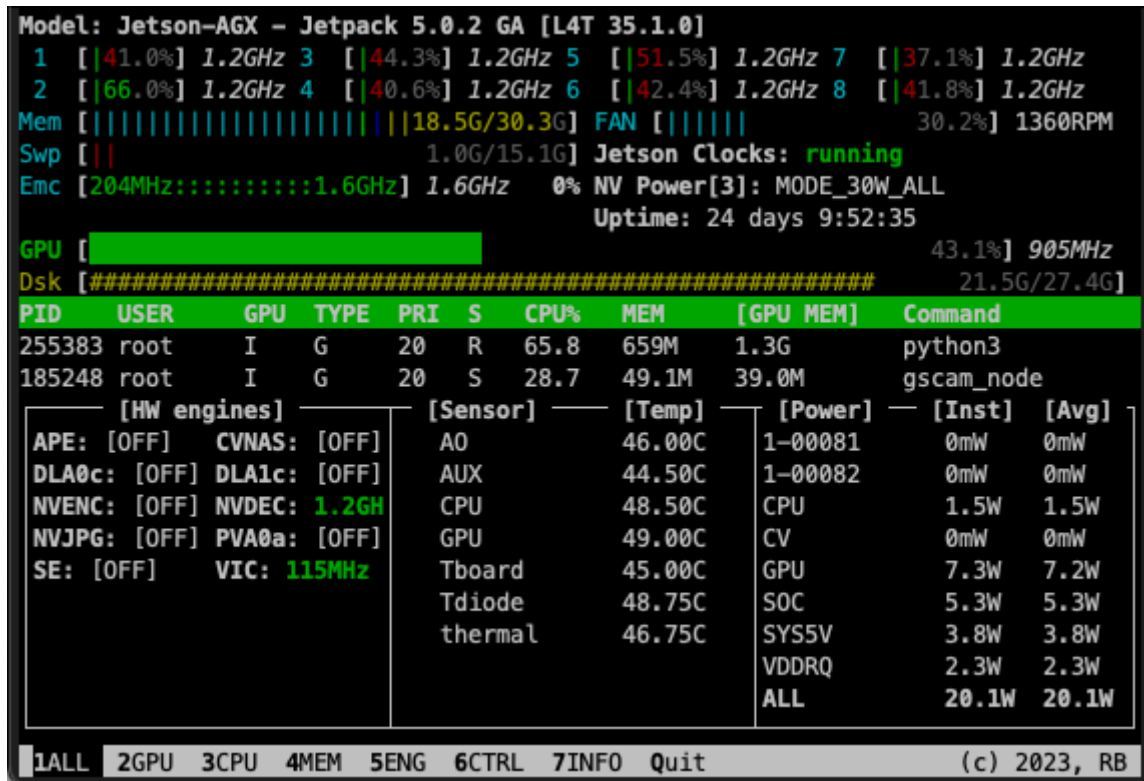 Model: Jetson-AGX - Jetpack 5.0.2 GA [L4T 35.1.0]
1 [|41.0%] 1.2GHz 3 [|44.3%] 1.2GHz 5 [|51.5%] 1.2GHz 7 [|37.1%] 1.2GHz
2 [|66.0%] 1.2GHz 4 [|40.6%] 1.2GHz 6 [|42.4%] 1.2GHz 8 [|41.8%] 1.2GHz
Mem [|||||||||||||||||||||||18.5G/30.3G] FAN [|||||| 30.2%] 1360RPM
Swp [|| 1.0G/15.1G] Jetson Clocks: running
Emc [204MHz::::::::::1.6GHz] 1.6GHz 0% NV Power[3]: MODE_30W_ALL
Uptime: 24 days 9:52:35
GPU [ 43.1%] 905MHz
Dsk [######################################################## 21.5G/27.4G]
PID USER GPU TYPE PRI S CPU% MEM [GPU MEM] Command
255383 root I G 20 R 65.8 659M 1.3G python3
185248 root I G 20 S 28.7 49.1M 39.0M gscam_node
[HW engines] [Sensor] [Temp] [Power] [Inst] [Avg]
APE: [OFF] CVNAS: [OFF] AO 46.00C 1-00081 0mW 0mW
DLA0c: [OFF] DLA1c: [OFF] AUX 44.50C 1-00082 0mW 0mW
NVENC: [OFF] NVDEC: 1.2GH CPU 48.50C CPU 1.5W 1.5W
NVJPG: [OFF] PVA0a: [OFF] GPU 49.00C CV 0mW 0mW
SE: [OFF] VIC: 115MHz Tboard 45.00C GPU 7.3W 7.2W
Tdiode 48.75C SOC 5.3W 5.3W
thermal 46.75C SYS5V 3.8W 3.8W
VDDRQ 2.3W 2.3W
ALL 20.1W 20.1W
1ALL 2GPU 3CPU 4MEM 5ENG 6CTRL 7INFO Quit (c) 2023, RB